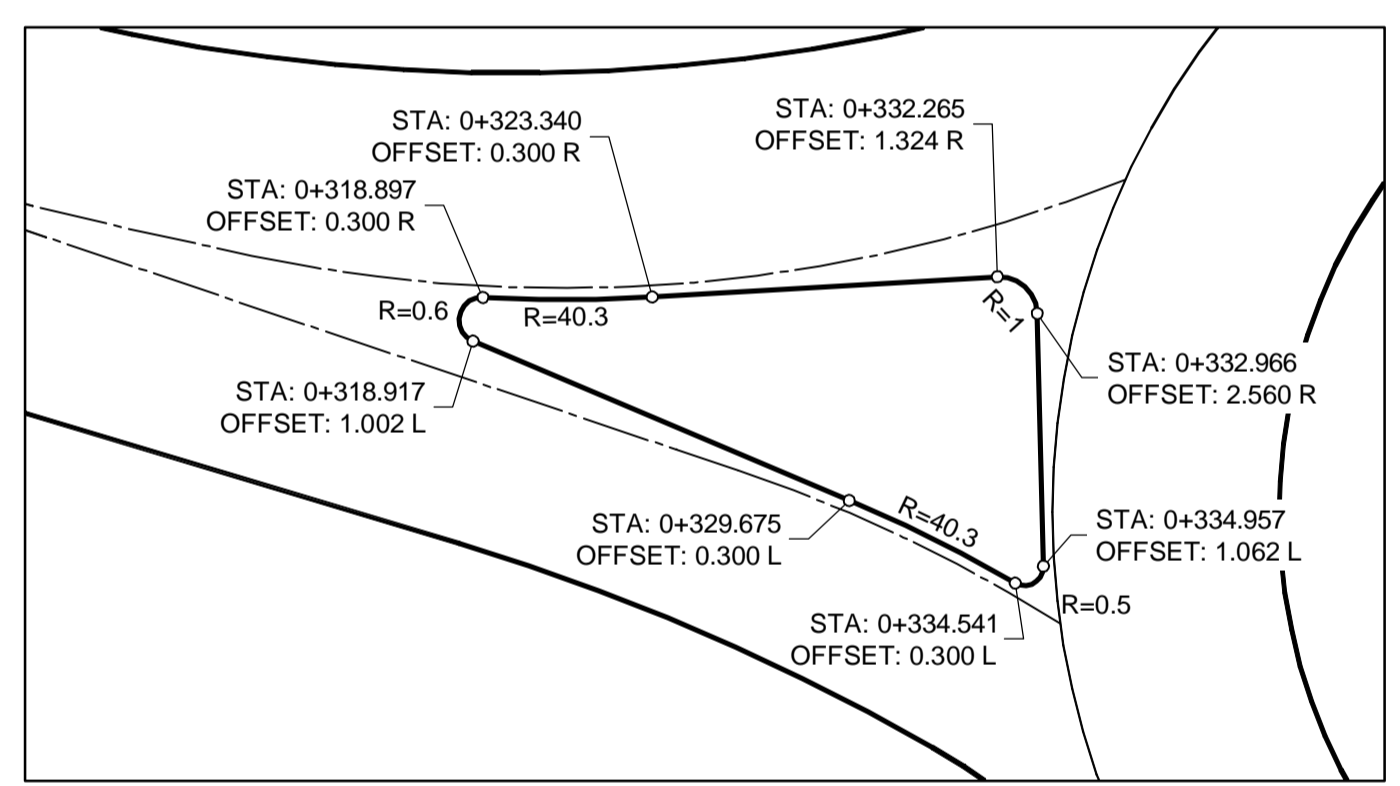 STA: 0+332.265
OFFSET: 1.324 R
STA: 0+323.340
OFFSET: 0.300 R
STA: 0+318.897
OFFSET: 0.300 R
R=0.6
R=40.3
R=1
STA: 0+332.966
OFFSET: 2.560 R
STA: 0+318.917
OFFSET: 1.002 L
R=40.3
STA: 0+329.675
OFFSET: 0.300 L
STA: 0+334.957
OFFSET: 1.062 L
R=0.5
STA: 0+334.541
OFFSET: 0.300 L